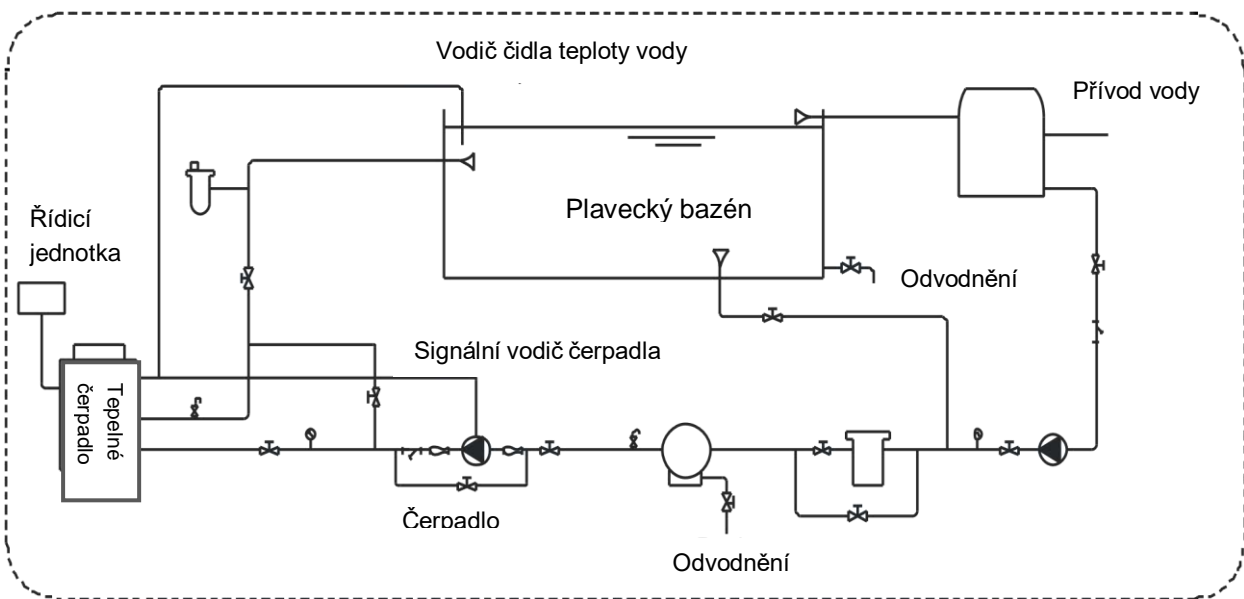 Vodič čidla teploty vody
Přívod vody
Plavecký bazén
Řídicí
jednotka
Odvodnění
Signální vodič čerpadla
Tepelné
čerpadlo
Čerpadlo
Odvodnění